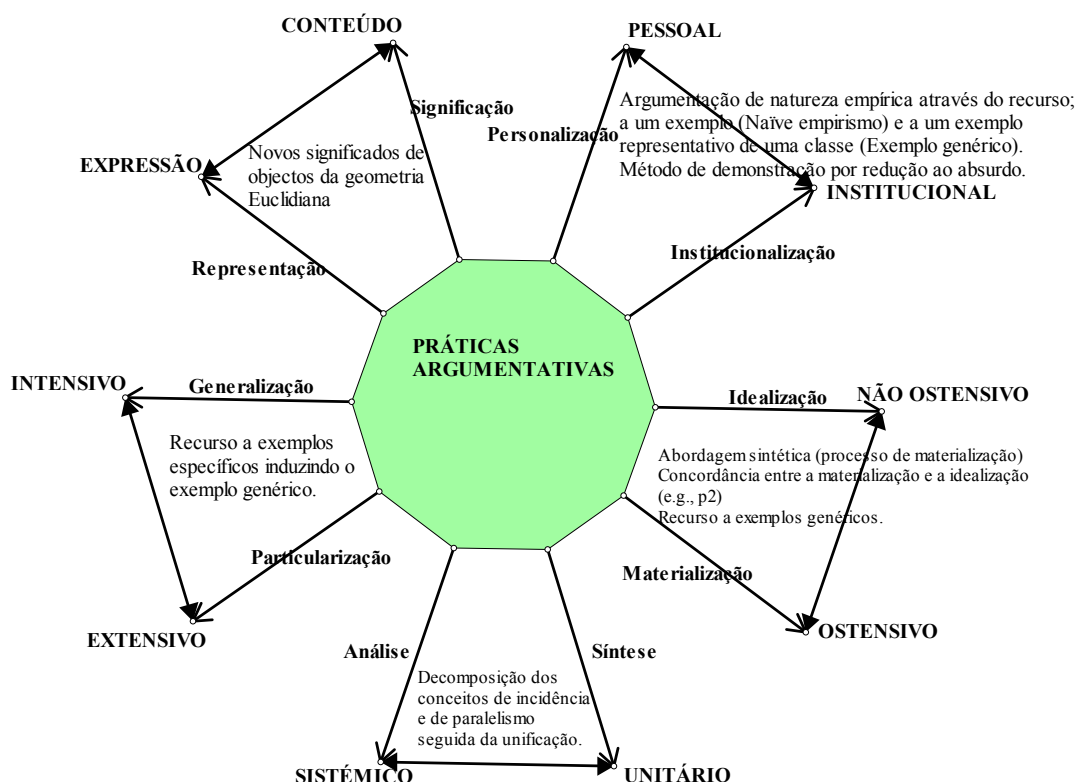 CONTEÚDO
PESSOAL
Significação
Personalização
Argumentação de natureza empírica através do recurso;
a um exemplo (Naïve empirismo) e a um exemplo
representativo de uma classe (Exemplo genérico).
Método de demonstração por redução ao absurdo.
EXPRESSÃO
Novos significados de
objectos da geometria
Euclidiana
INSTITUCIONAL
Representação
Institucionalização
PRÁTICAS
ARGUMENTATIVAS
INTENSIVO
Generalização
Idealização
NÃO OSTENSIVO
Recurso a exemplos
específicos induzindo o
exemplo genérico.
Abordagem sintética (processo de materialização)
Concordância entre a materialização e a idealização
(e.g., p2)
Recurso a exemplos genéricos.
Particularização
Materialização
EXTENSIVO
OSTENSIVO
Análise
Síntese
Decomposição dos
conceitos de incidência
e de paralelismo
seguida da unificação.
SISTÉMICO
UNITÁRIO